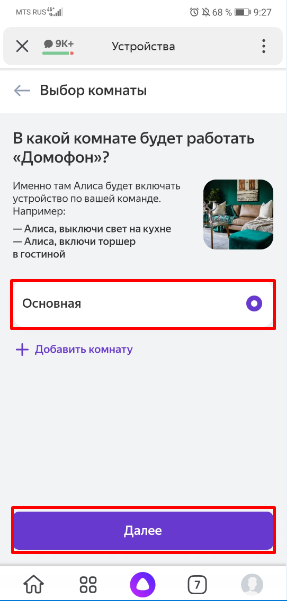 MTS RUS 68 % 9:27
9K+ Устройства
Выбор комнаты
В какой комнате будет работать
«Домофон»?
Именно там Алиса будет включать
устройство по вашей команде.
Например:
— Алиса, выключи свет на кухне
— Алиса, включи торшер
в гостиной
Основная
+ Добавить комнату
Далее
7